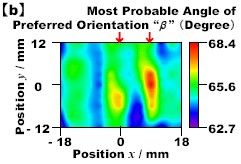 【b】
Most Probable Angle of
Preferred Orientation “β” (Degree)
12
0
- 12
Position y / mm
- 18
0
18
Position x / mm
68.4
65.6
62.7